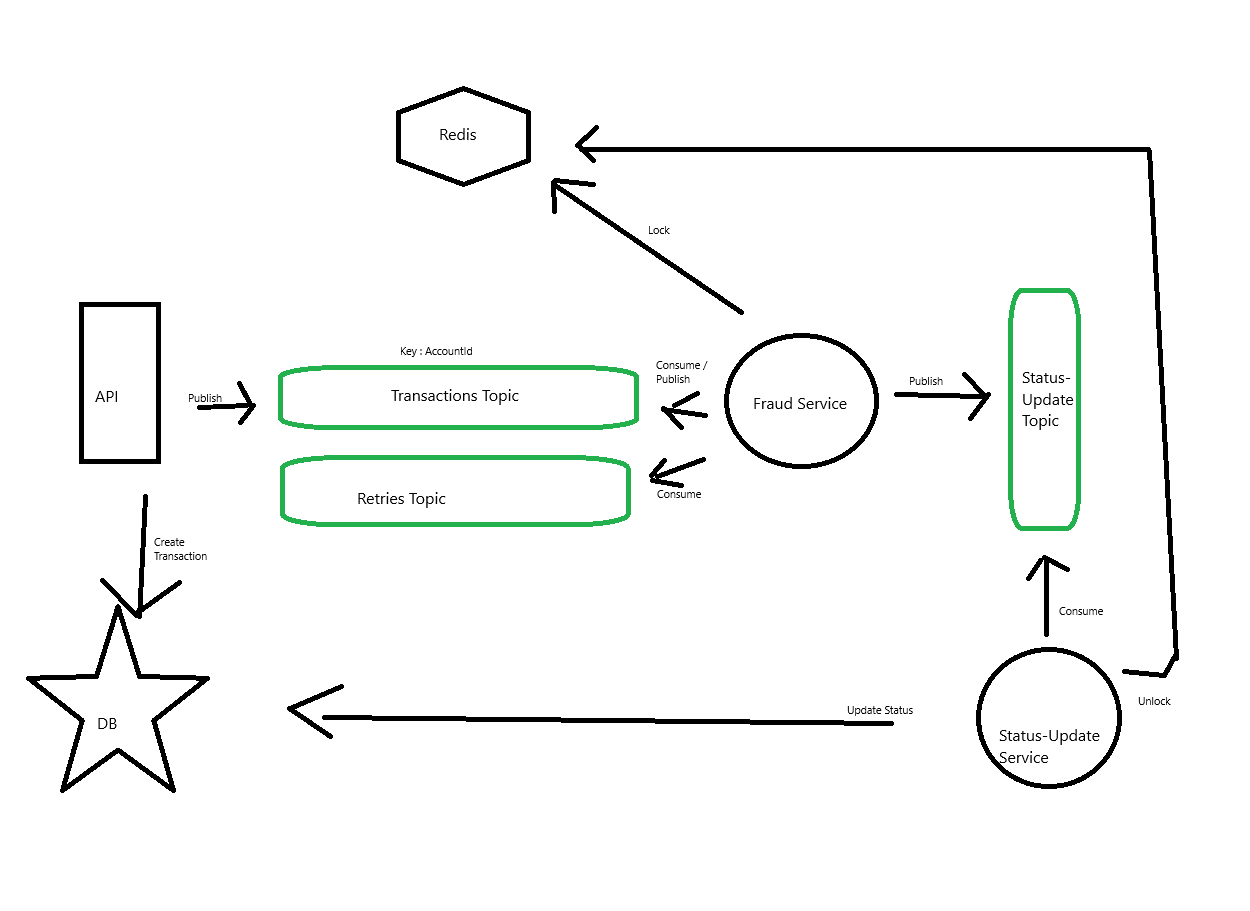 Redis
Lock
Key : AccountId
Consume /
Publish
API
Publish
Transactions Topic
Fraud Service
Publish
Status-
Update
Topic
Retries Topic
Consume
Create
Transaction
Consume
DB
Update Status
Unlock
Status-Update
Service